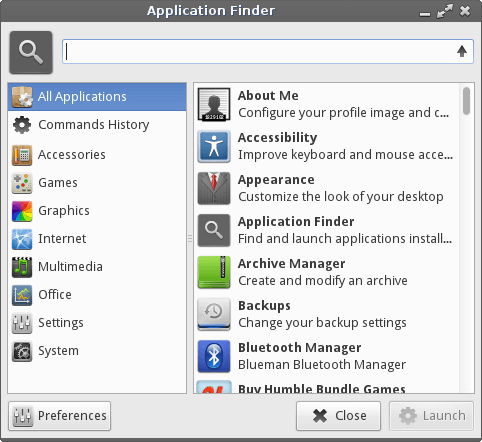 Application Finder
All Applications
Commands History
Accessories
Games
Graphics
Internet
Multimedia
Office
Settings
System
About Me
Configure your profile image and c...
Accessibility
Improve keyboard and mouse acce...
Appearance
Customize the look of your desktop
Application Finder
Find and launch applications install...
Archive Manager
Create and modify an archive
Backups
Change your backup settings
Bluetooth Manager
Blueman Bluetooth Manager
Buy Humble Bundle Games
Preferences
Close
Launch